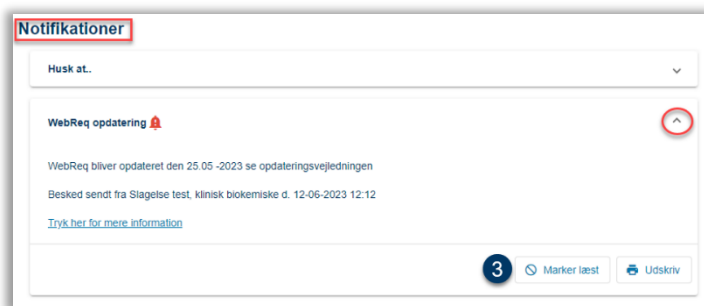 Notifikationer
Husk at..
WebReq opdatering
WebReq bliver opdateret den 25.05 -2023 se opdateringsvejledningen
Besked sendt fra Slagelse test, klinisk biokemiske d. 12-06-2023 12:12
Tryk her for mere information
3 Marker læst Udskriv